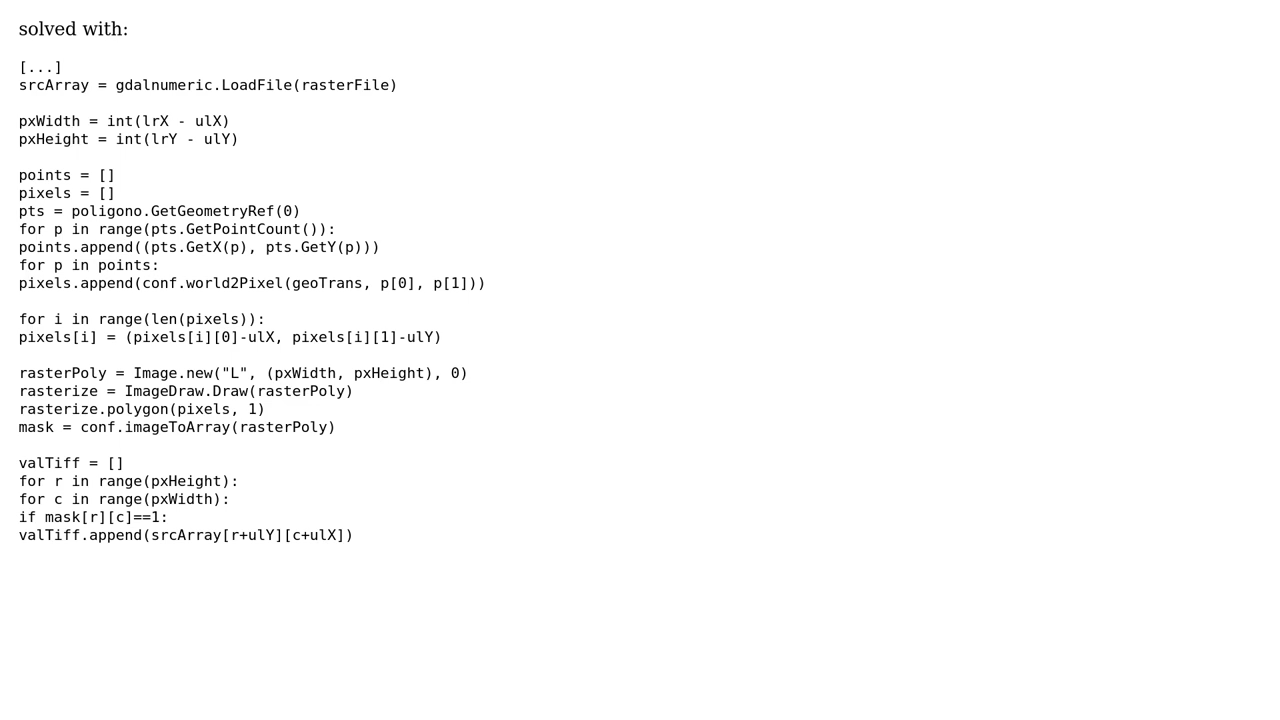 solved with:
[...]
srcArray = gdalnumeric.LoadFile(rasterFile)
pxWidth = int(lrX - ulX)
pxHeight = int(lrY - ulY)
points = []
pixels = []
pts = poligono.GetGeometryRef(0)
for p in range(pts.GetPointCount()):
points.append((pts.GetX(p), pts.GetY(p)))
for p in points:
pixels.append(conf.world2Pixel(geoTrans, p[0], p[1]))
for i in range(len(pixels)):
pixels[i] = (pixels[i][0]-ulX, pixels[i][1]-ulY)
rasterPoly = Image.new("L", (pxWidth, pxHeight), 0)
rasterize = ImageDraw.Draw(rasterPoly)
rasterize.polygon(pixels, 1)
mask = conf.imageToArray(rasterPoly)
valTiff = []
for r in range(pxHeight):
for c in range(pxWidth):
if mask[r][c]==1:
valTiff.append(srcArray[r+ulY][c+ulX])